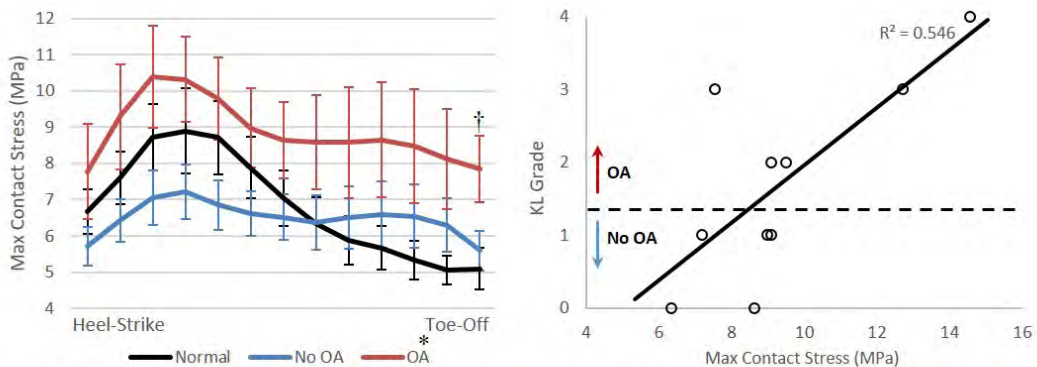 Max Contact Stress (MPa)
12
11
10
9
8
7
6
5
4
†
Heel-Strike
Toe-Off
Normal
No OA
OA
*
KL Grade
4
3
2
1
0
R² = 0.546
OA
No OA
4
6
8
10
12
14
16
Max Contact Stress (MPa)